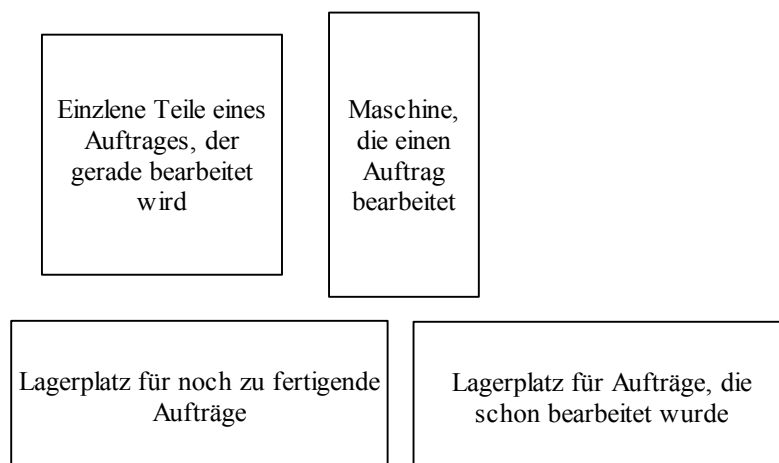 Einzlene Teile eines
Auftrages, der
gerade bearbeitet
wird
Maschine,
die einen
Auftrag
bearbeitet
Lagerplatz für noch zu fertigende
Aufträge
Lagerplatz für Aufträge, die
schon bearbeitet wurde